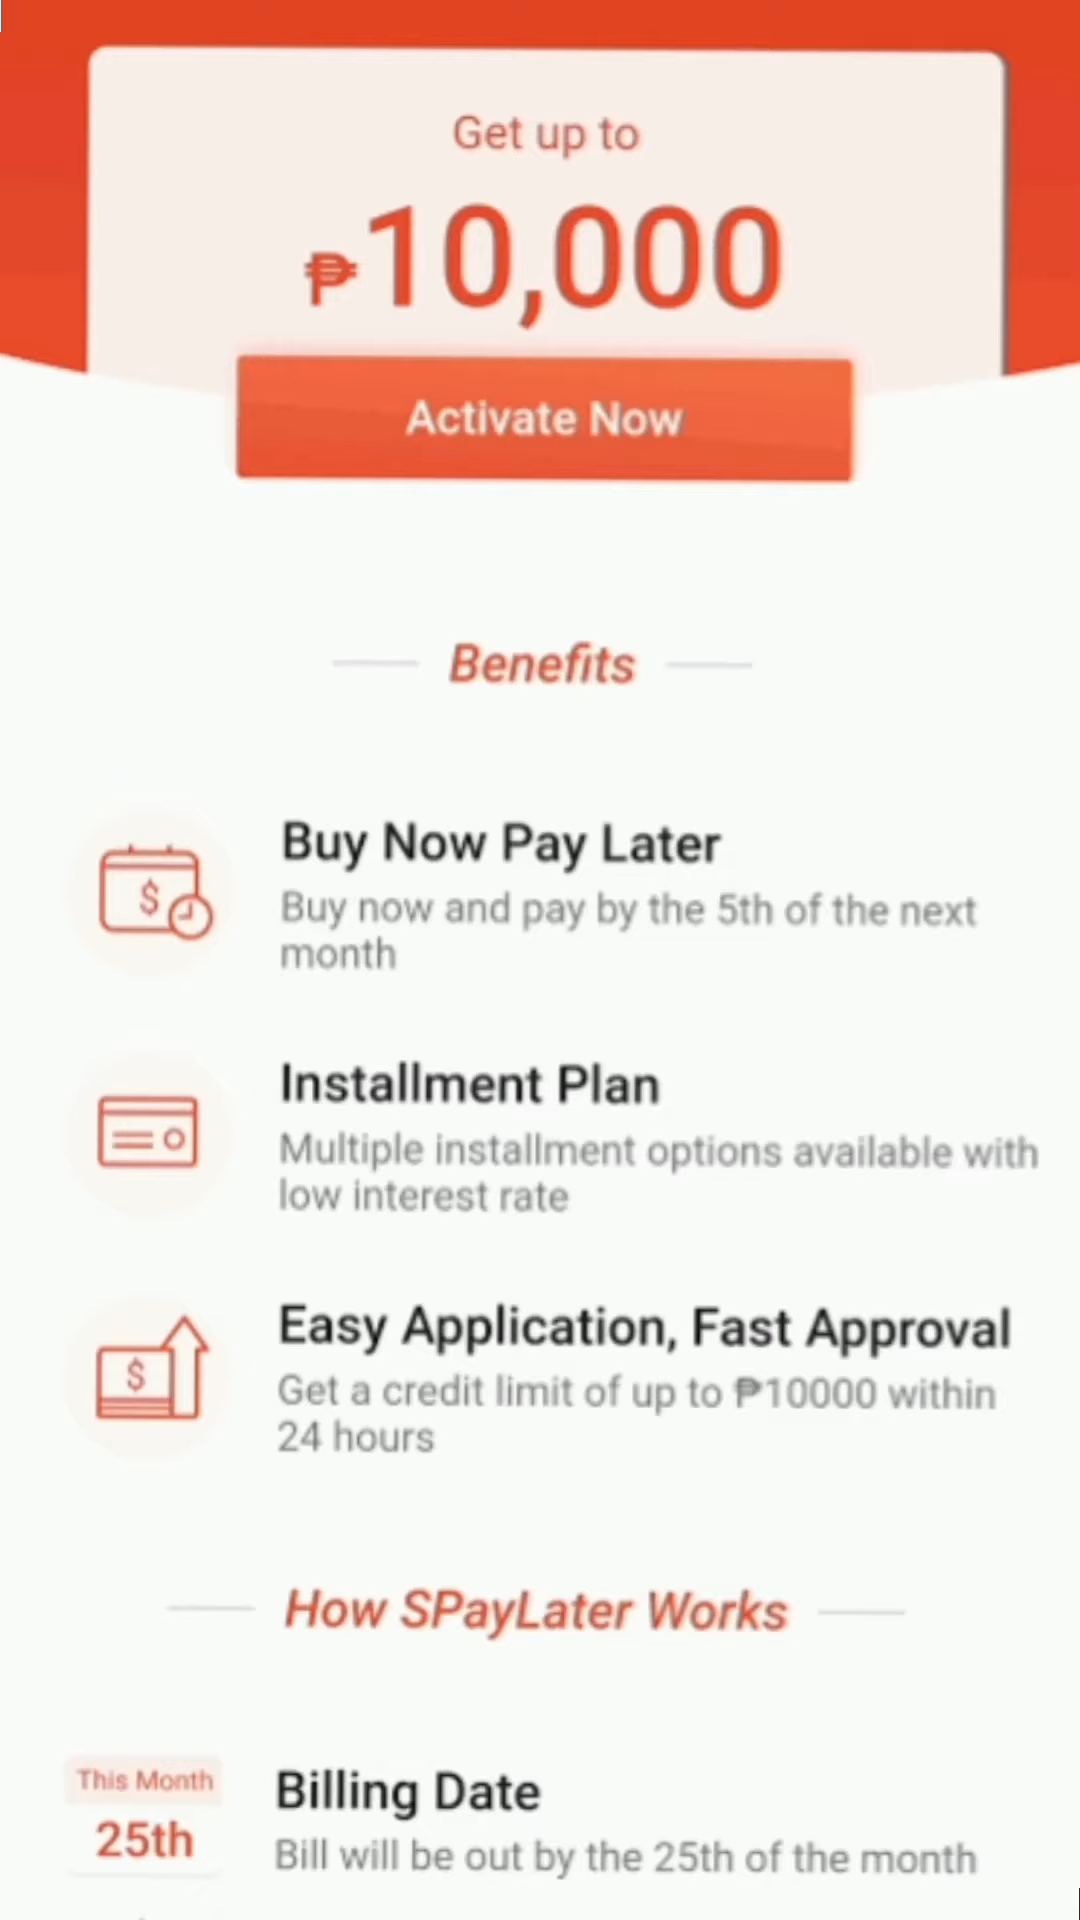 Get up to
₱10,000
Activate Now
Benefits
Buy Now Pay Later
Buy now and pay by the 5th of the next
month
Installment Plan
Multiple installment options available with
low interest rate
Easy Application, Fast Approval
Get a credit limit of up to ₱10000 within
24 hours
How SPayLater Works
This Month
25th
Billing Date
Bill will be out by the 25th of the month